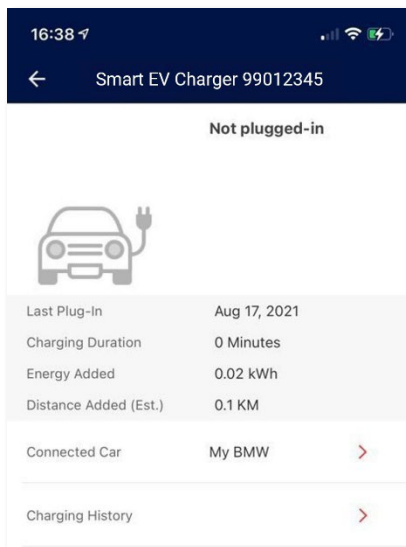 16:38
Smart EV Charger 99012345
Not plugged-in
Last Plug-In Aug 17, 2021
Charging Duration 0 Minutes
Energy Added 0.02 kWh
Distance Added (Est.) 0.1 KM
Connected Car My BMW
Charging History